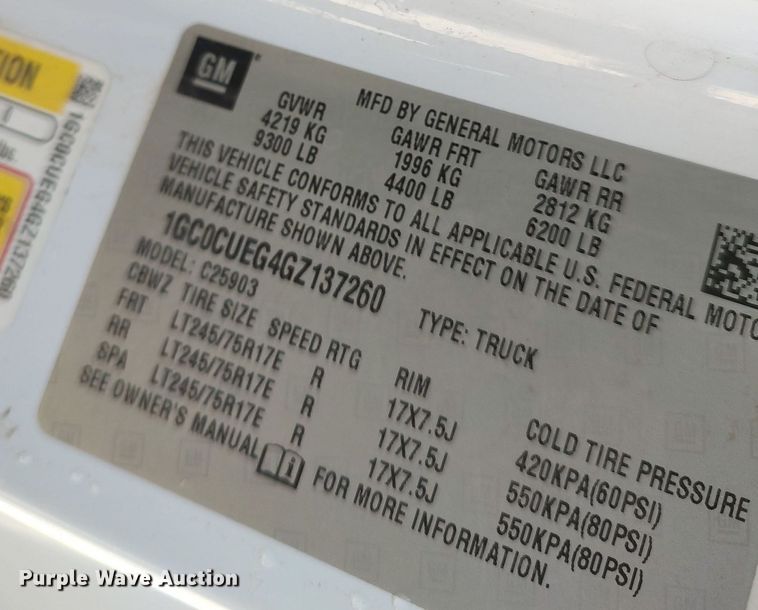 TION
1GC0CUEG4GZ137260
GM
MFD BY GENERAL MOTORS LLC
GVWR GAWR FRT GAWR RR
4219 KG 1996 KG 2812 KG
9300 LB 4400 LB 6200 LB
THIS VEHICLE CONFORMS TO ALL APPLICABLE U.S. FEDERAL MOTO
VEHICLE SAFETY STANDARDS IN EFFECT ON THE DATE OF
MANUFACTURE SHOWN ABOVE.
1GC0CUEG4GZ137260 TYPE: TRUCK
MODEL: C25903
CBWZ TIRE SIZE SPEED RTG RIM COLD TIRE PRESSURE
FRT LT245/75R17E R 17X7.5J 420KPA(60PSI)
RR LT245/75R17E R 17X7.5J 550KPA(80PSI)
SPA LT245/75R17E R 17X7.5J 550KPA(80PSI)
SEE OWNER'S MANUAL FOR MORE INFORMATION.
Purple Wave Auction